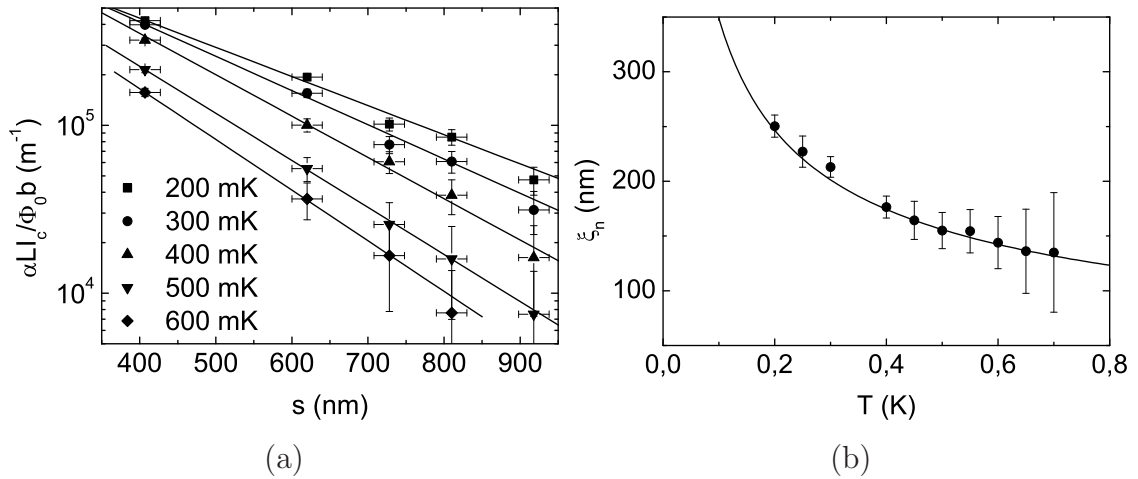 αLI_c/Φ_0b (m^-1)
10^5
10^4
200 mK
300 mK
400 mK
500 mK
600 mK
400 500 600 700 800 900
s (nm)
(a)
ξ_n (nm)
300
200
100
0,0 0,2 0,4 0,6 0,8
T (K)
(b)